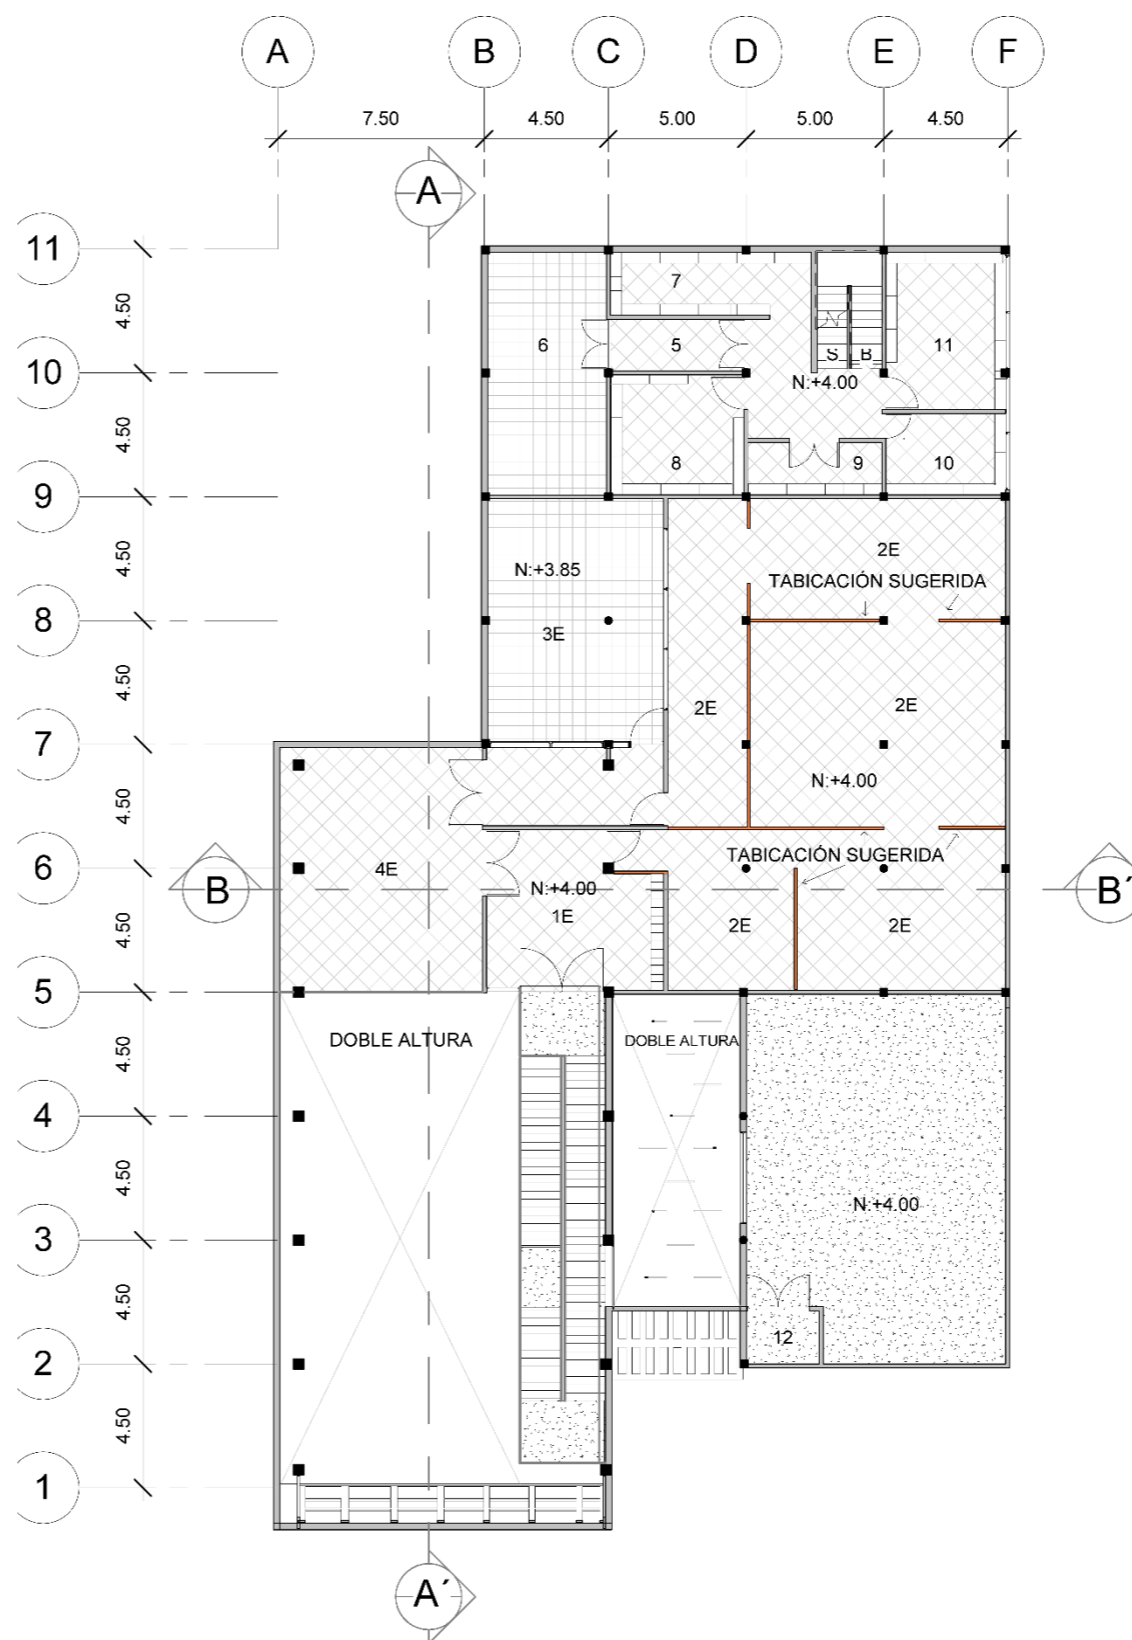 A B C D E F
7.50 4.50 5.00 5.00 4.50
A
11
4.50
7
6 5 11
S B
10
N:+4.00
4.50
8 9 10
9
4.50
2E
N:+3.85
TABICACIÓN SUGERIDA
8
3E
4.50
2E 2E
7
N:+4.00
4.50
TABICACIÓN SUGERIDA
6
4E
B B´
N:+4.00
1E
2E 2E
4.50
5
DOBLE ALTURA DOBLE ALTURA
4.50
4
4.50
3
N:+4.00
4.50
12
2
4.50
1
A´